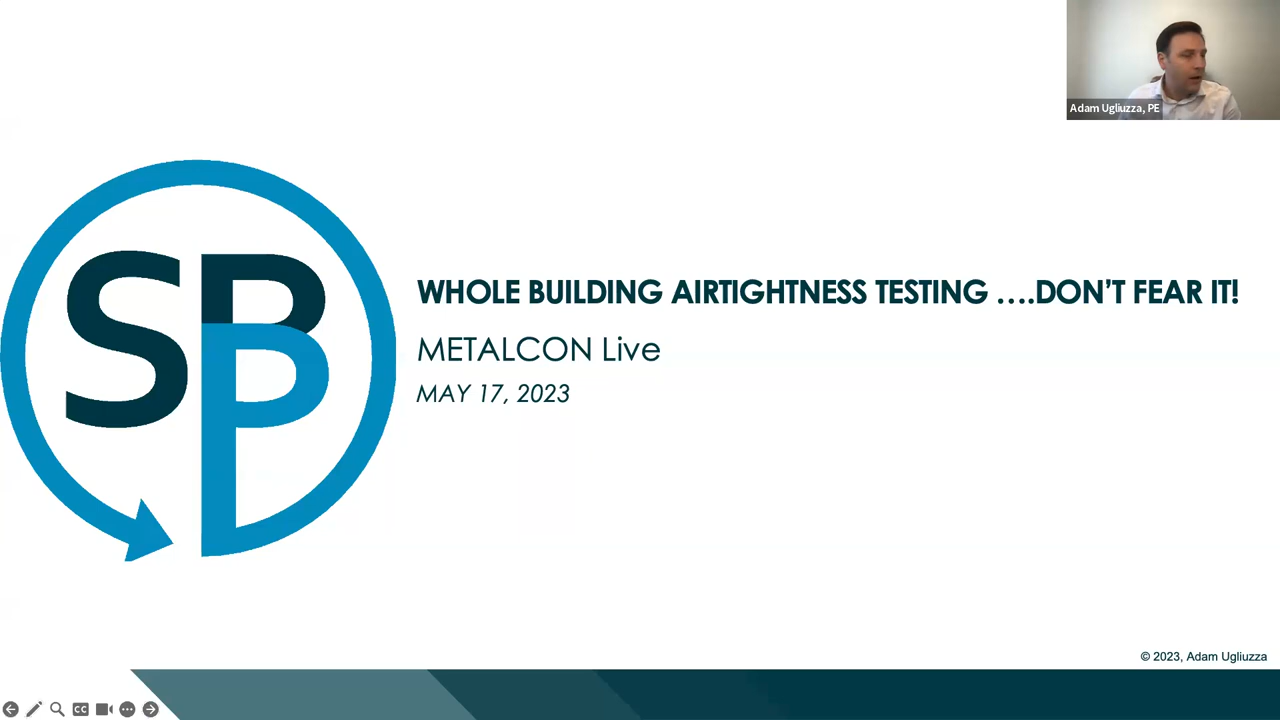 Adam Ugliuzza, PE
SBP
WHOLE BUILDING AIRTIGHTNESS TESTING ....DON'T FEAR IT!
METALCON Live
MAY 17, 2023
© 2023, Adam Ugliuzza
CC